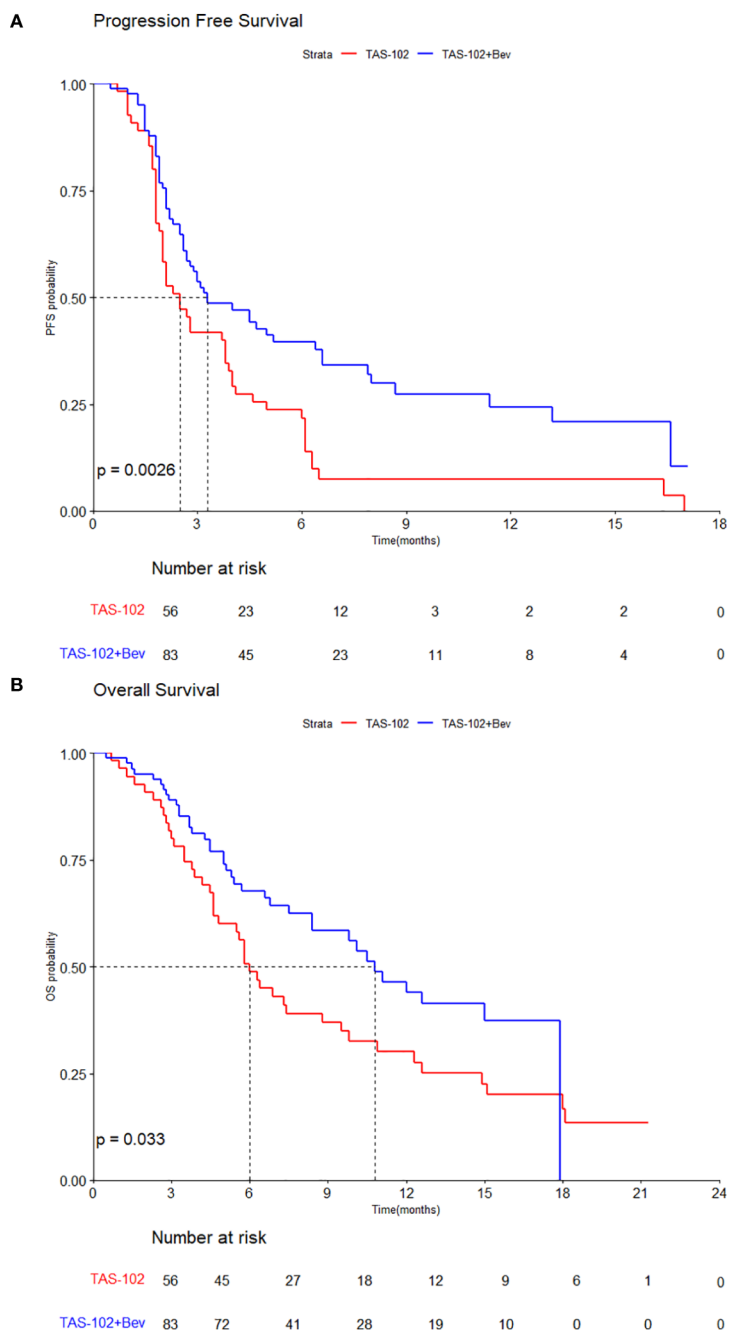 A
Progression Free Survival
Strata TAS-102 TAS-102+Bev
1.00
0.75
0.50
0.25
0.00
PFS probability
p = 0.0026
0 3 6 9 12 15 18
Time(months)
Number at risk
TAS-102 56 23 12 3 2 2 0
TAS-102+Bev 83 45 23 11 8 4 0
B
Overall Survival
Strata TAS-102 TAS-102+Bev
1.00
0.75
0.50
0.25
0.00
OS probability
p = 0.033
0 3 6 9 12 15 18 21 24
Time(months)
Number at risk
TAS-102 56 45 27 18 12 9 6 1 0
TAS-102+Bev 83 72 41 28 19 10 0 0 0